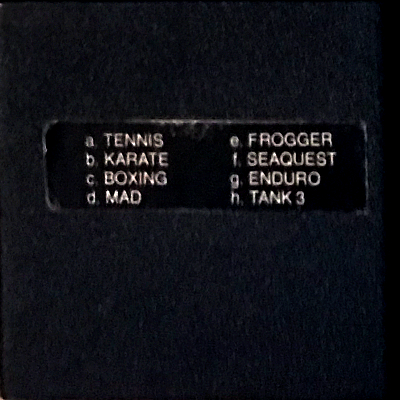 a. TENNIS
b. KARATE
c. BOXING
d. MAD
e. FROGGER
f. SEAQUEST
g. ENDURO
h. TANK 3